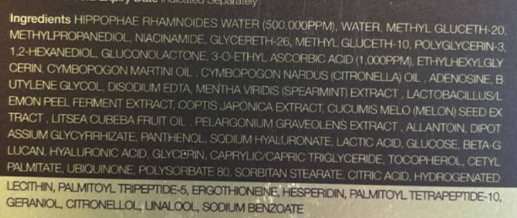 Expiry Date Indicated Separately
Ingredients HIPPOPHAE RHAMNOIDES WATER (500,000PPM), WATER, METHYL GLUCETH-20,
METHYLPROPANEDIOL, NIACINAMIDE, GLYCERETH-26, METHYL GLUCETH-10, POLYGLYCERIN-3,
1,2-HEXANEDIOL, GLUCONOLACTONE, 3-O-ETHYL ASCORBIC ACID (1,000PPM), ETHYLHEXYLGLY
CERIN, CYMBOPOGON MARTINI OIL , CYMBOPOGON NARDUS (CITRONELLA) OIL , ADENOSINE, B
UTYLENE GLYCOL, DISODIUM EDTA, MENTHA VIRIDIS (SPEARMINT) EXTRACT , LACTOBACILLUS/L
EMON PEEL FERMENT EXTRACT, COPTIS JAPONICA EXTRACT, CUCUMIS MELO (MELON) SEED EX
TRACT , LITSEA CUBEBA FRUIT OIL , PELARGONIUM GRAVEOLENS EXTRACT , ALLANTOIN, DIPOT
ASSIUM GLYCYRRHIZATE, PANTHENOL, SODIUM HYALURONATE, LACTIC ACID, GLUCOSE, BETA-G
LUCAN, HYALURONIC ACID, GLYCERIN, CAPRYLIC/CAPRIC TRIGLYCERIDE, TOCOPHEROL, CETYL
PALMITATE, UBIQUINONE, POLYSORBATE 80, SORBITAN STEARATE, CITRIC ACID, HYDROGENATED
LECITHIN, PALMITOYL TRIPEPTIDE-5, ERGOTHIONEINE, HESPERIDIN, PALMITOYL TETRAPEPTIDE-10,
GERANIOL, CITRONELLOL, LINALOOL, SODIUM BENZOATE